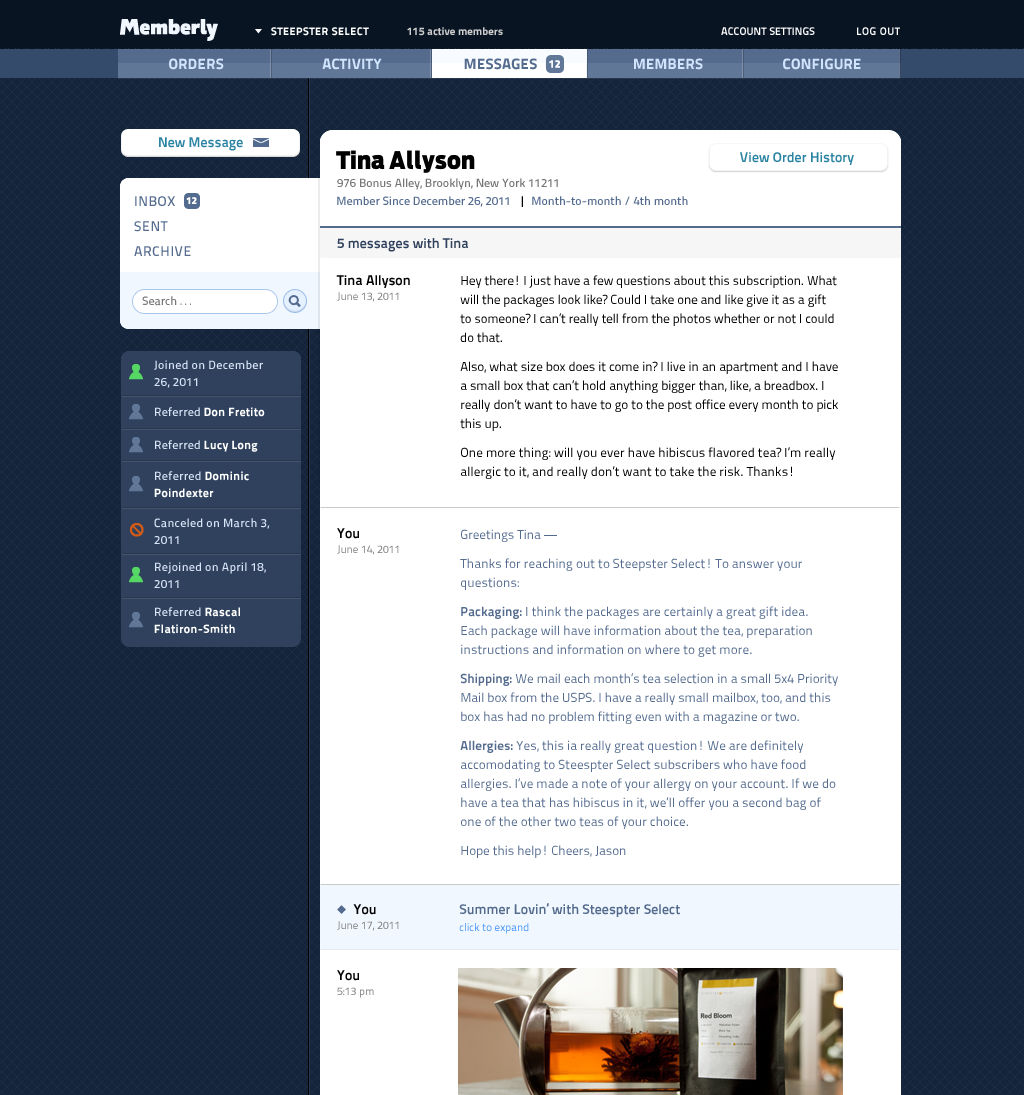 Memberly
STEEPSTER SELECT
115 active members
ACCOUNT SETTINGS
LOG OUT
ORDERS
ACTIVITY
MESSAGES 12
MEMBERS
CONFIGURE
New Message
INBOX 12
SENT
ARCHIVE
Search . . .
Joined on December
26, 2011
Referred Don Fretito
Referred Lucy Long
Referred Dominic
Poindexter
Canceled on March 3,
2011
Rejoined on April 18,
2011
Referred Rascal
Flatiron-Smith
Tina Allyson
View Order History
976 Bonus Alley, Brooklyn, New York 11211
Member Since December 26, 2011 | Month-to-month / 4th month
5 messages with Tina
Tina Allyson
June 13, 2011
Hey there! I just have a few questions about this subscription. What
will the packages look like? Could I take one and like give it as a gift
to someone? I can't really tell from the photos whether or not I could
do that.
Also, what size box does it come in? I live in an apartment and I have
a small box that can't hold anything bigger than, like, a breadbox. I
really don't want to have to go to the post office every month to pick
this up.
One more thing: will you ever have hibiscus flavored tea? I'm really
allergic to it, and really don't want to take the risk. Thanks!
You
June 14, 2011
Greetings Tina —
Thanks for reaching out to Steepster Select! To answer your
questions:
Packaging: I think the packages are certainly a great gift idea.
Each package will have information about the tea, preparation
instructions and information on where to get more.
Shipping: We mail each month's tea selection in a small 5x4 Priority
Mail box from the USPS. I have a really small mailbox, too, and this
box has had no problem fitting even with a magazine or two.
Allergies: Yes, this ia really great question! We are definitely
accomodating to Steespter Select subscribers who have food
allergies. I've made a note of your allergy on your account. If we do
have a tea that has hibiscus in it, we'll offer you a second bag of
one of the other two teas of your choice.
Hope this help! Cheers, Jason
You
June 17, 2011
Summer Lovin' with Steespter Select
click to expand
You
5:13 pm
Red Bloom